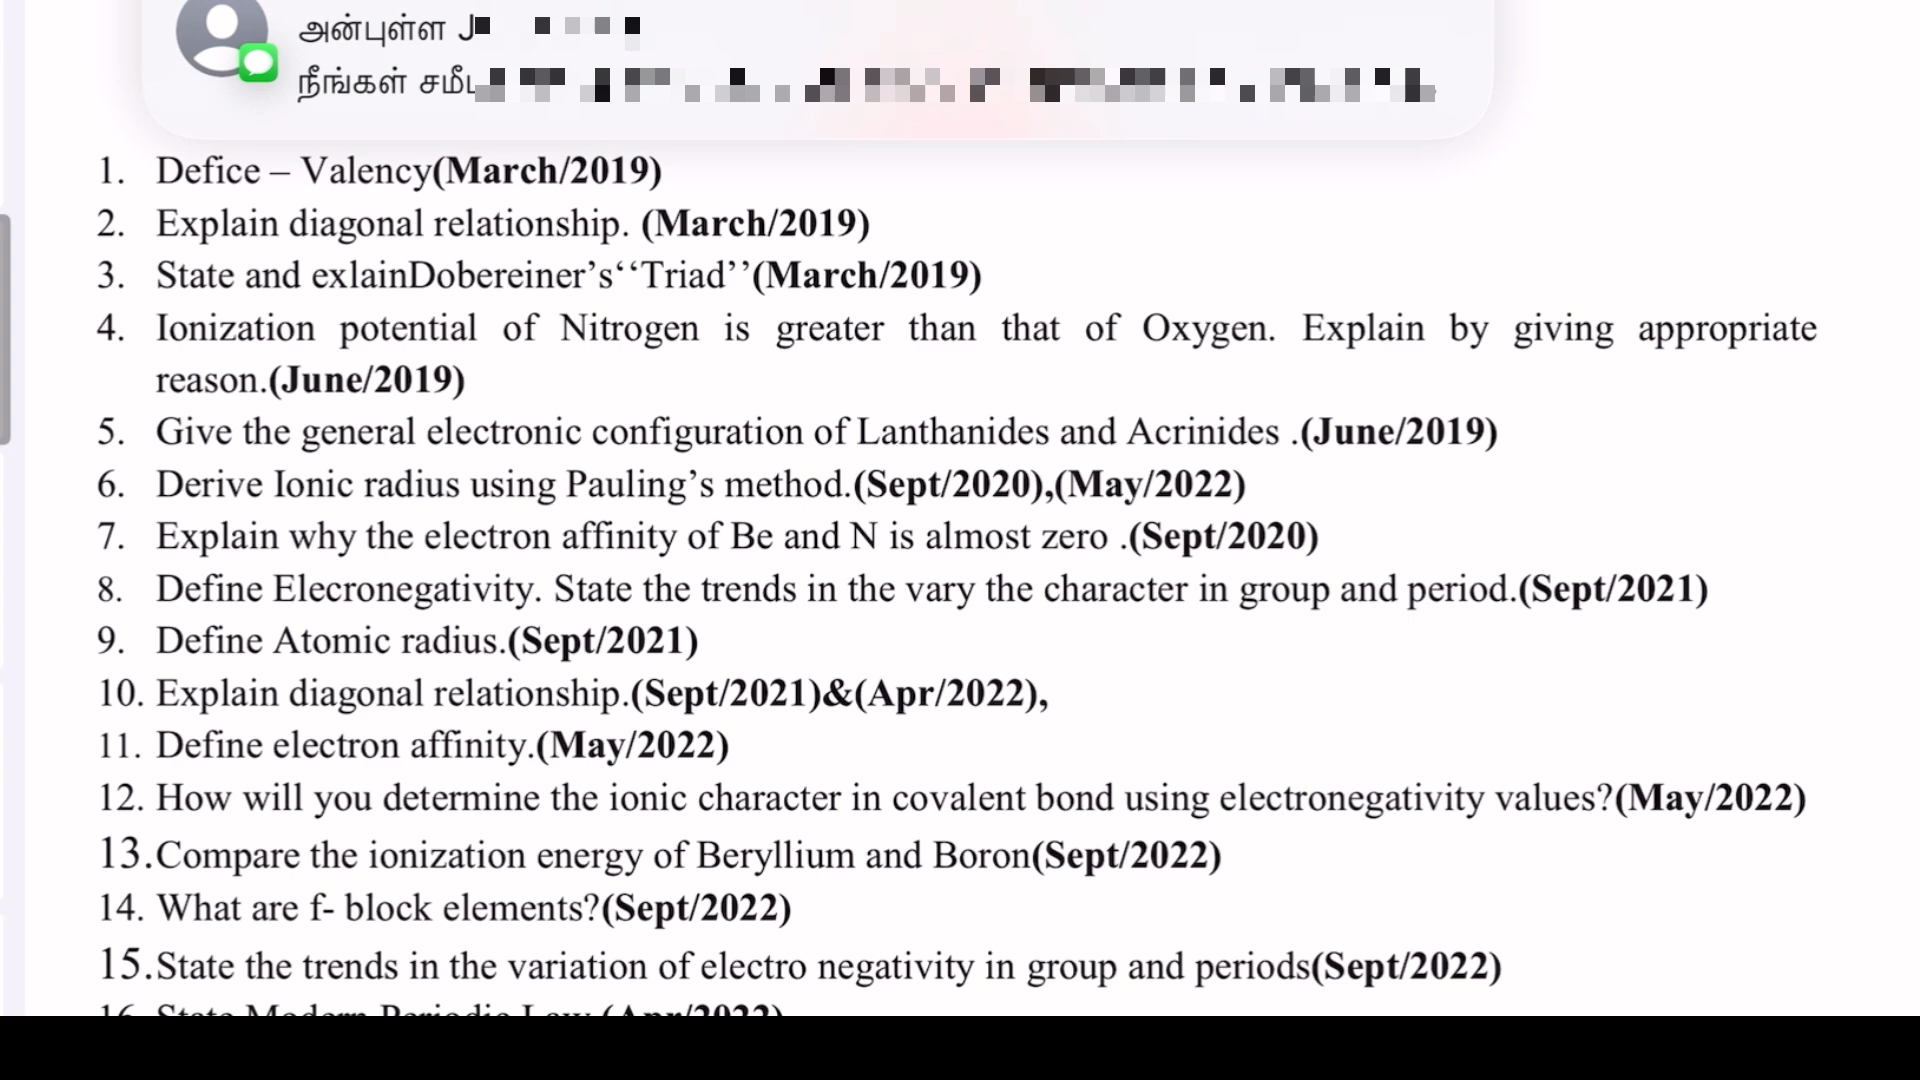 அன்புள்ள
நீங்கள்
1. Defice – Valency(March/2019)
2. Explain diagonal relationship. (March/2019)
3. State and exlainDobereiner’s‘‘Triad’’(March/2019)
4. Ionization potential of Nitrogen is greater than that of Oxygen. Explain by giving appropriate
reason.(June/2019)
5. Give the general electronic configuration of Lanthanides and Acrinides .(June/2019)
6. Derive Ionic radius using Pauling’s method.(Sept/2020),(May/2022)
7. Explain why the electron affinity of Be and N is almost zero .(Sept/2020)
8. Define Elecronegativity. State the trends in the vary the character in group and period.(Sept/2021)
9. Define Atomic radius.(Sept/2021)
10. Explain diagonal relationship.(Sept/2021)&(Apr/2022),
11. Define electron affinity.(May/2022)
12. How will you determine the ionic character in covalent bond using electronegativity values?(May/2022)
13.Compare the ionization energy of Beryllium and Boron(Sept/2022)
14. What are f- block elements?(Sept/2022)
15.State the trends in the variation of electro negativity in group and periods(Sept/2022)
16. State Modern Periodic Law.